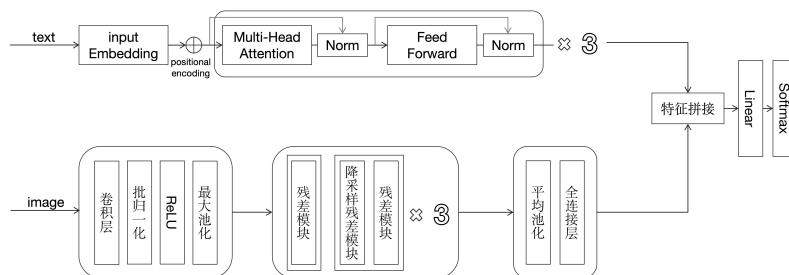 text
input
Embedding
positional
encoding
Multi-Head
Attention
Norm
Feed
Forward
Norm
× 3
特征拼接
Linear
Softmax
image
卷积层
批归一化
ReLU
最大池化
残差模块
降采样残差模块
残差模块
× 3
平均池化
全连接层